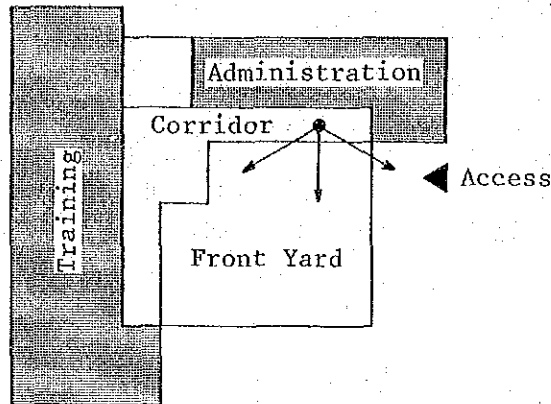 Administration
Corridor
Access
Training
Front Yard